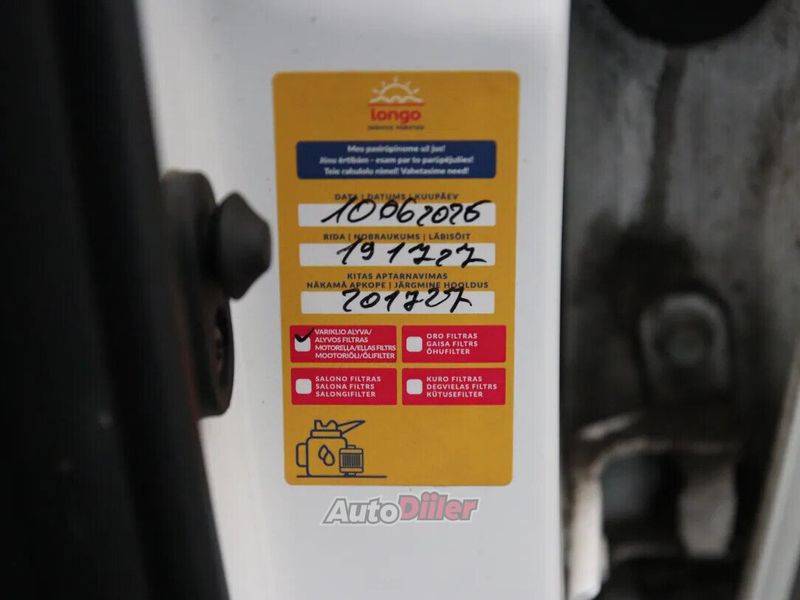 longo
Mes pasirūpinsime už jus!
Jūsu ērtībām - esam par to parūpējušies!
Teie rahulolu nimel! Vahetasime need!
DATA | DATUMS | KUUPÄEV
10062026
RIDA | NOBRAUKUMS | LÄBISÕIT
191727
KITAS APTARNAVIMAS
NĀKAMĀ APKOPE | JÄRGMINE HOOLDUS
201727
VARIKLIO ALYVA/
ALYVOS FILTRAS
MOTOREĻĻA/EĻĻAS FILTRS
MOOTORIÕLI/ÕLIFILTER
ORO FILTRAS
GAISA FILTRS
ÕHUFILTER
SALONO FILTRAS
SALONA FILTRS
SALONGIFILTER
KURO FILTRAS
DEGVIELAS FILTRS
KÜTUSEFILTER
AutoDiiler